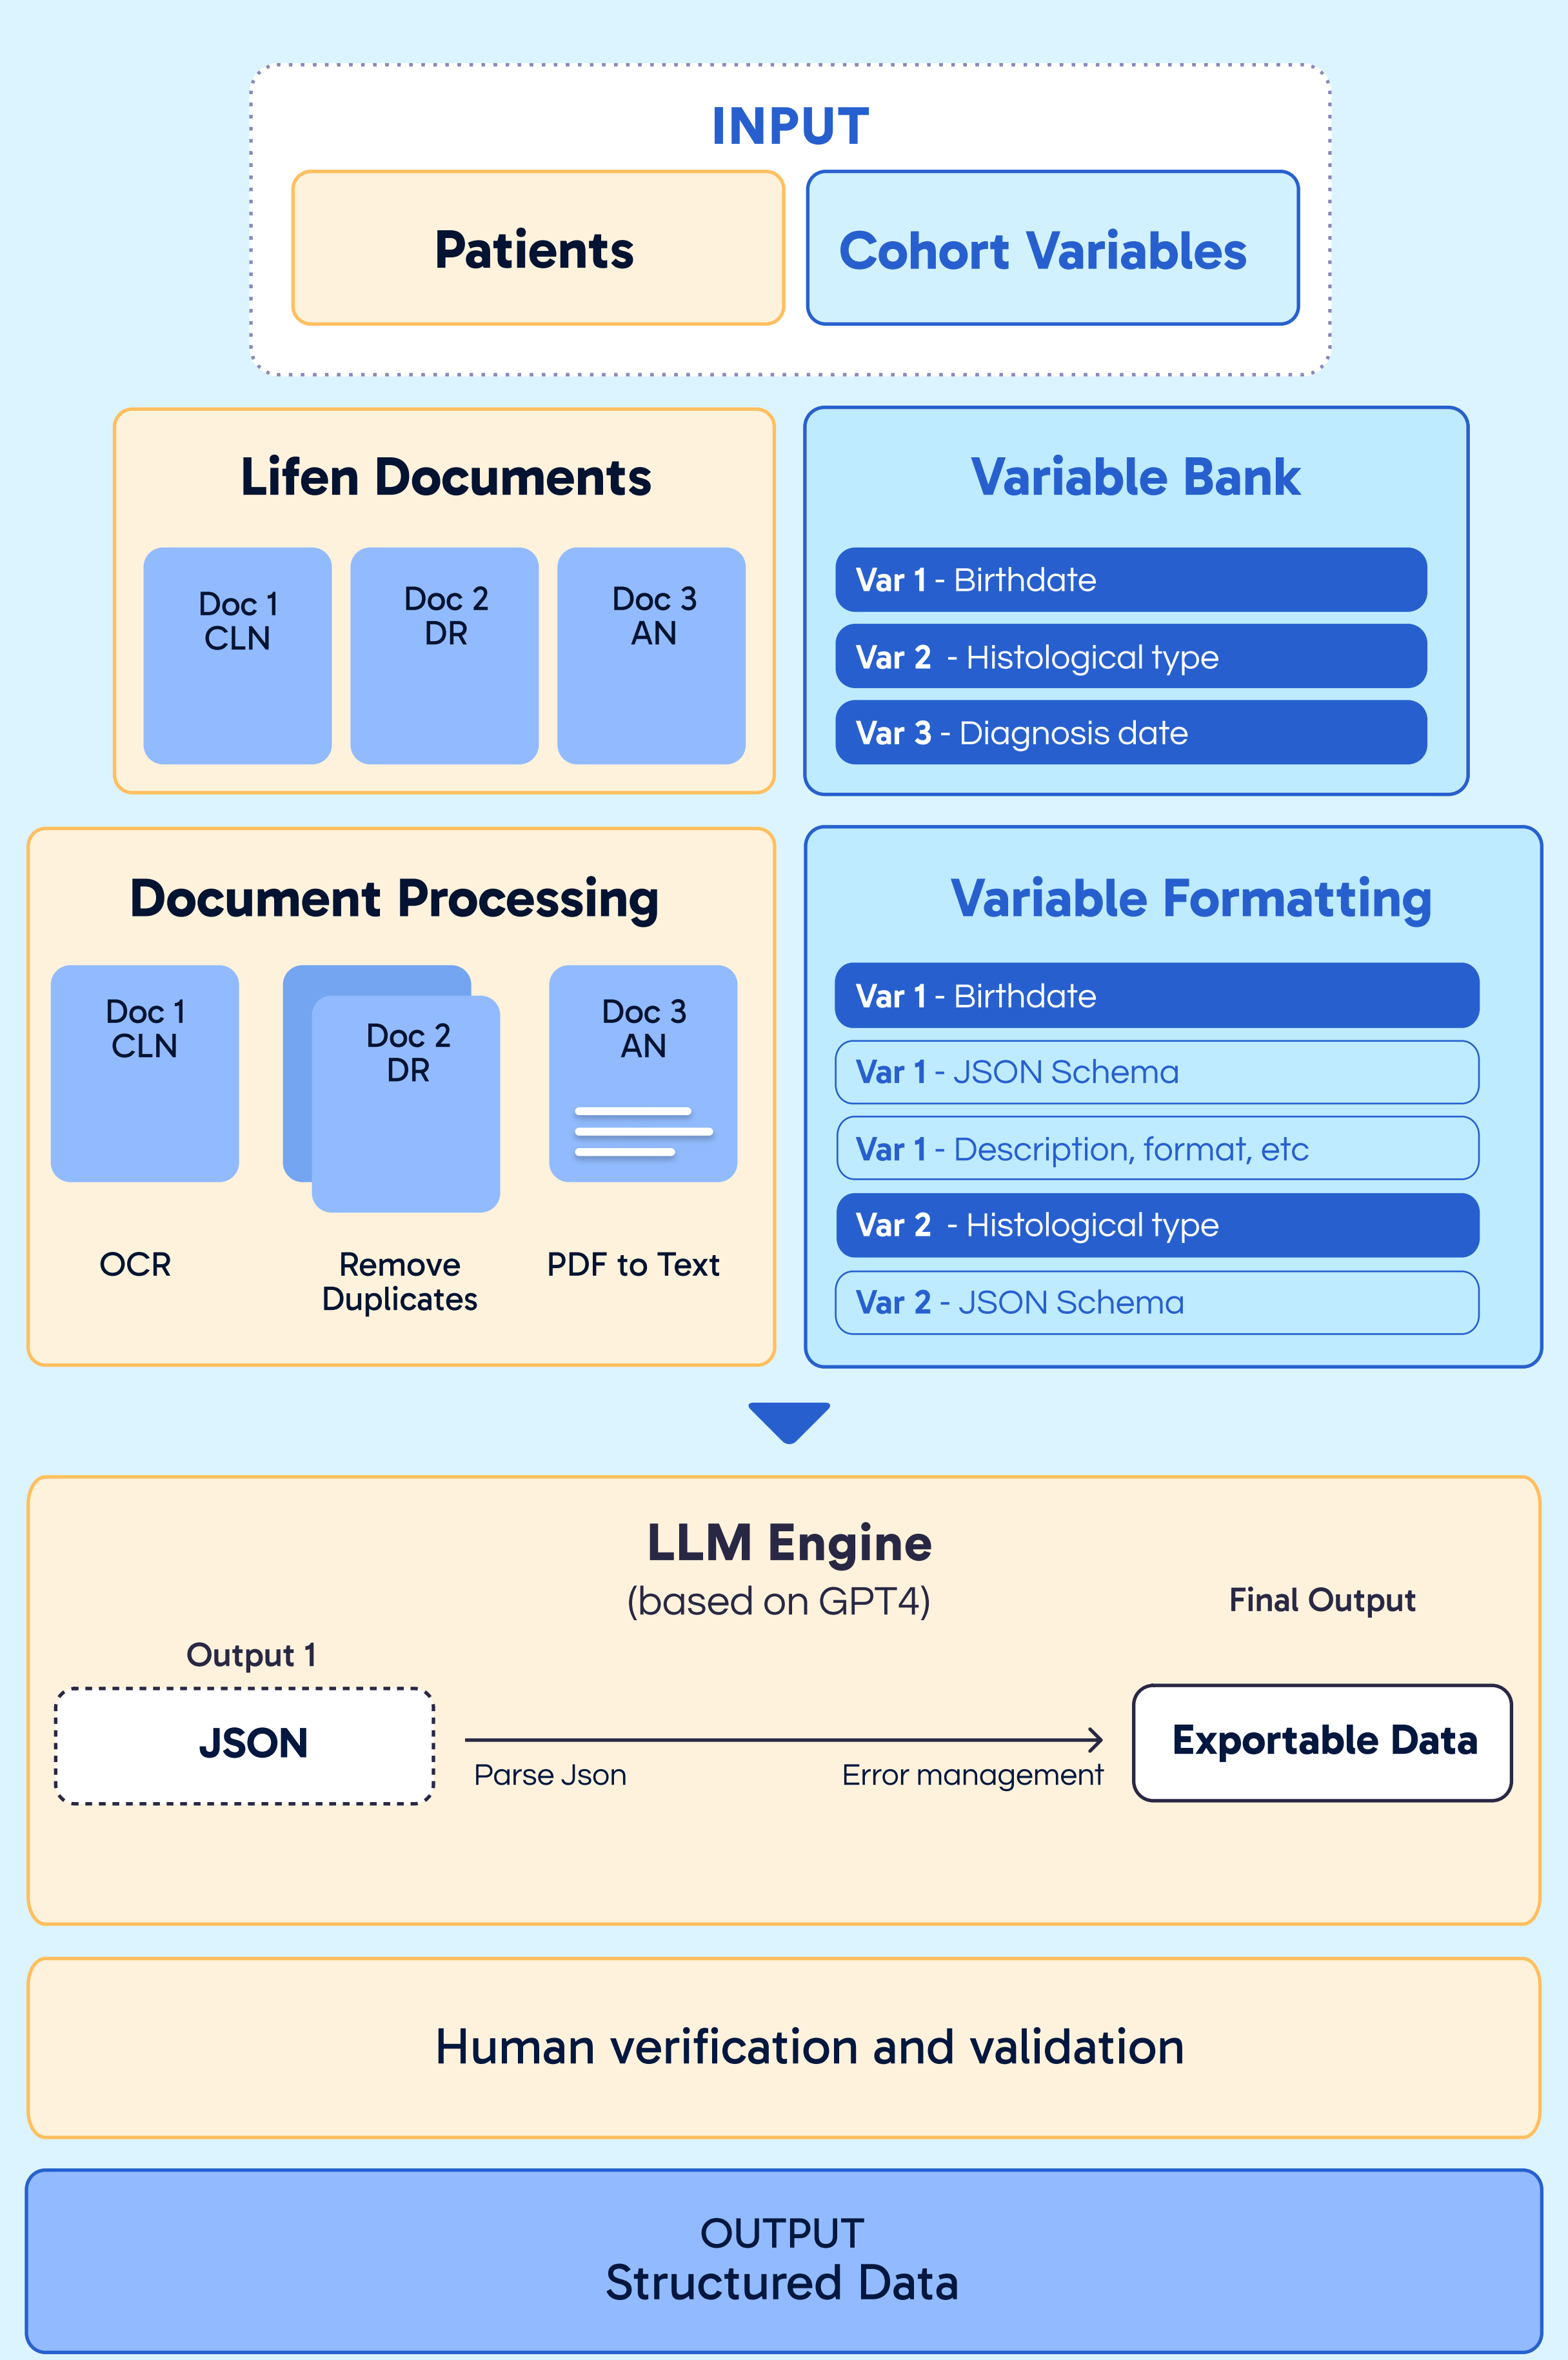 INPUT
Patients
Cohort Variables
Lifen Documents
Doc 1
CLN
Doc 2
DR
Doc 3
AN
Variable Bank
Var 1 - Birthdate
Var 2 - Histological type
Var 3 - Diagnosis date
Document Processing
Doc 1
CLN
Doc 2
DR
Doc 3
AN
OCR
Remove
Duplicates
PDF to Text
Variable Formatting
Var 1 - Birthdate
Var 1 - JSON Schema
Var 1 - Description, format, etc
Var 2 - Histological type
Var 2 - JSON Schema
LLM Engine
(based on GPT4)
Output 1
JSON
Parse Json
Error management
Final Output
Exportable Data
Human verification and validation
OUTPUT
Structured Data